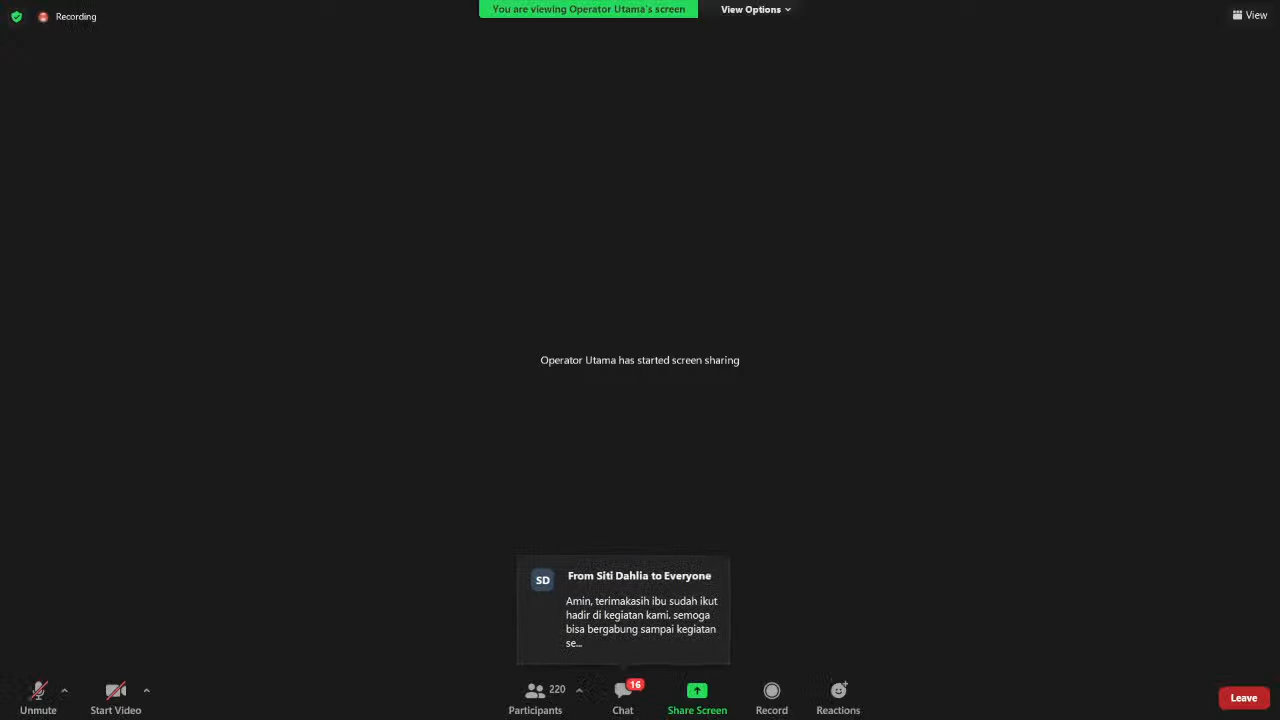 Recording
You are viewing Operator Utama's screen
View Options
View
Operator Utama has started screen sharing
SD
From Siti Dahlia to Everyone
Amin, terimakasih ibu sudah ikut
hadir di kegiatan kami. semoga
bisa bergabung sampai kegiatan
se...
Unmute
Start Video
220
Participants
16
Chat
Share Screen
Record
Reactions
Leave